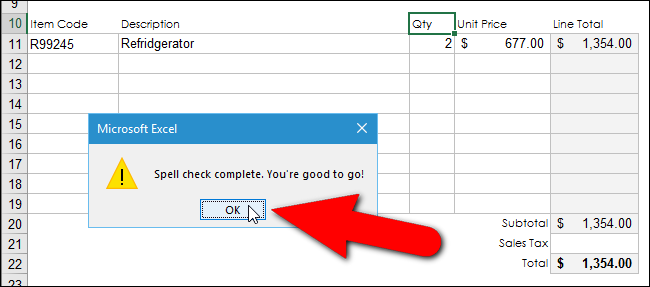 9
10 Item Code Description Qty Unit Price Line Total
11 R99245 Refridgerator 2 $ 677.00 $ 1,354.00
12
13
14
15
Microsoft Excel
16
17 Spell check complete. You're good to go!
18
19 OK
20 Subtotal $ 1,354.00
21 Sales Tax
22 Total $ 1,354.00
23